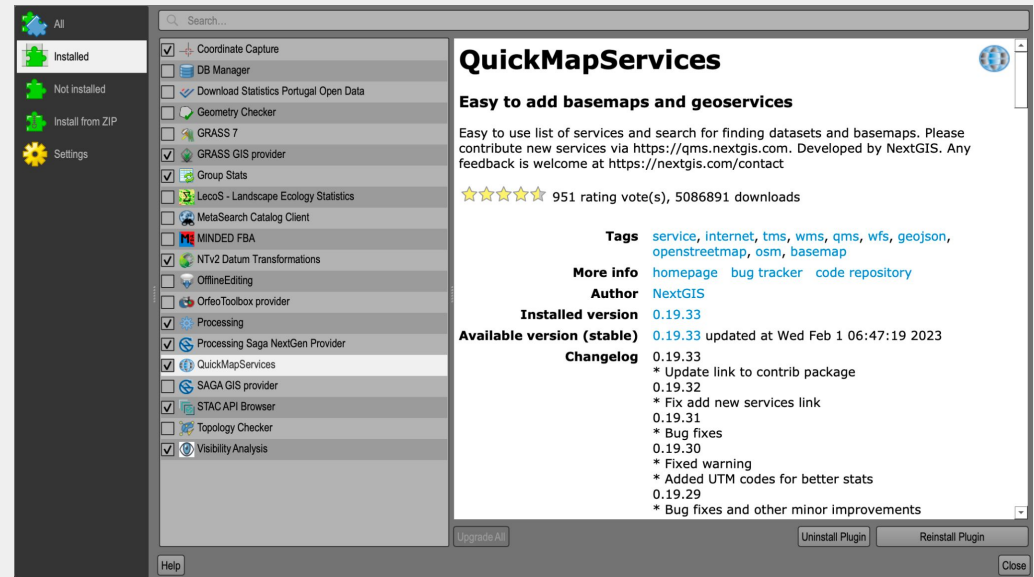 All
Installed
Not installed
Install from ZIP
Settings
Search...
Coordinate Capture
DB Manager
Download Statistics Portugal Open Data
Geometry Checker
GRASS 7
GRASS GIS provider
Group Stats
LecoS - Landscape Ecology Statistics
MetaSearch Catalog Client
MINDED FBA
NTv2 Datum Transformations
OfflineEditing
OrfeoToolbox provider
Processing
Processing Saga NextGen Provider
QuickMapServices
SAGA GIS provider
STAC API Browser
Topology Checker
Visibility Analysis
QuickMapServices
Easy to add basemaps and geoservices
Easy to use list of services and search for finding datasets and basemaps. Please
contribute new services via https://qms.nextgis.com. Developed by NextGIS. Any
feedback is welcome at https://nextgis.com/contact
951 rating vote(s), 5086891 downloads
Tags service, internet, tms, wms, qms, wfs, geojson,
openstreetmap, osm, basemap
More info homepage bug tracker code repository
Author NextGIS
Installed version 0.19.33
Available version (stable) 0.19.33 updated at Wed Feb 1 06:47:19 2023
Changelog 0.19.33
* Update link to contrib package
0.19.32
* Fix add new services link
0.19.31
* Bug fixes
0.19.30
* Fixed warning
* Added UTM codes for better stats
0.19.29
* Bug fixes and other minor improvements
Upgrade All
Uninstall Plugin
Reinstall Plugin
Help
Close